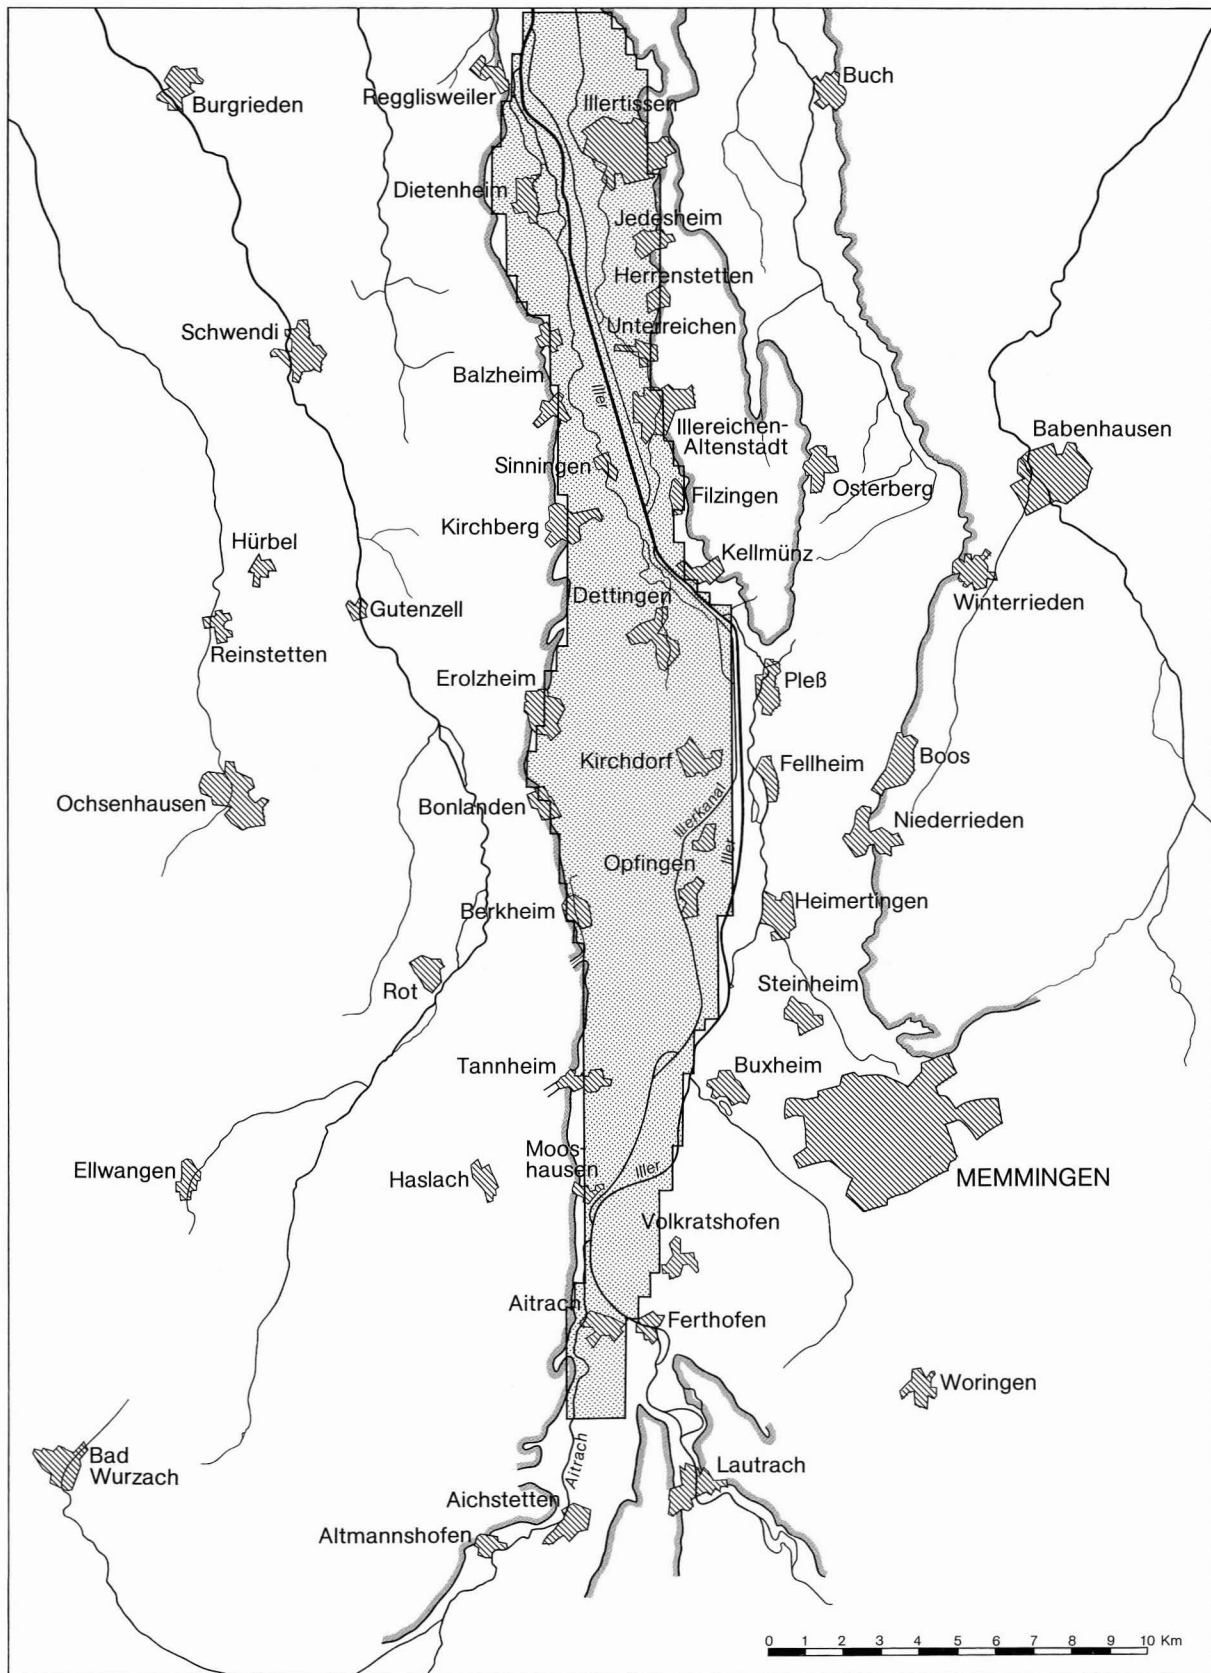 Burgrieden
Regglisweiler
Illertissen
Buch
Dietenheim
Jedesheim
Herrenstetten
Schwendi
Unterreichen
Balzheim
Iller
Illereichen-
Altenstadt
Babenhausen
Sinningen
Filzingen
Osterberg
Kirchberg
Hürbel
Kellmünz
Dettingen
Winterrieden
Gutenzell
Reinstetten
Erolzheim
Pleß
Kirchdorf
Fellheim
Boos
Ochsenhausen
Bonlanden
Illerkanal
Niederrieden
Iller
Opfingen
Berkheim
Heimertingen
Rot
Steinheim
Tannheim
Buxheim
Moos-
hausen
Iller
Ellwangen
Haslach
MEMMINGEN
Volkratshofen
Aitrach
Ferthofen
Woringen
Bad
Wurzach
Aitrach
Lautrach
Aichstetten
Altmannshofen
0 1 2 3 4 5 6 7 8 9 10 Km